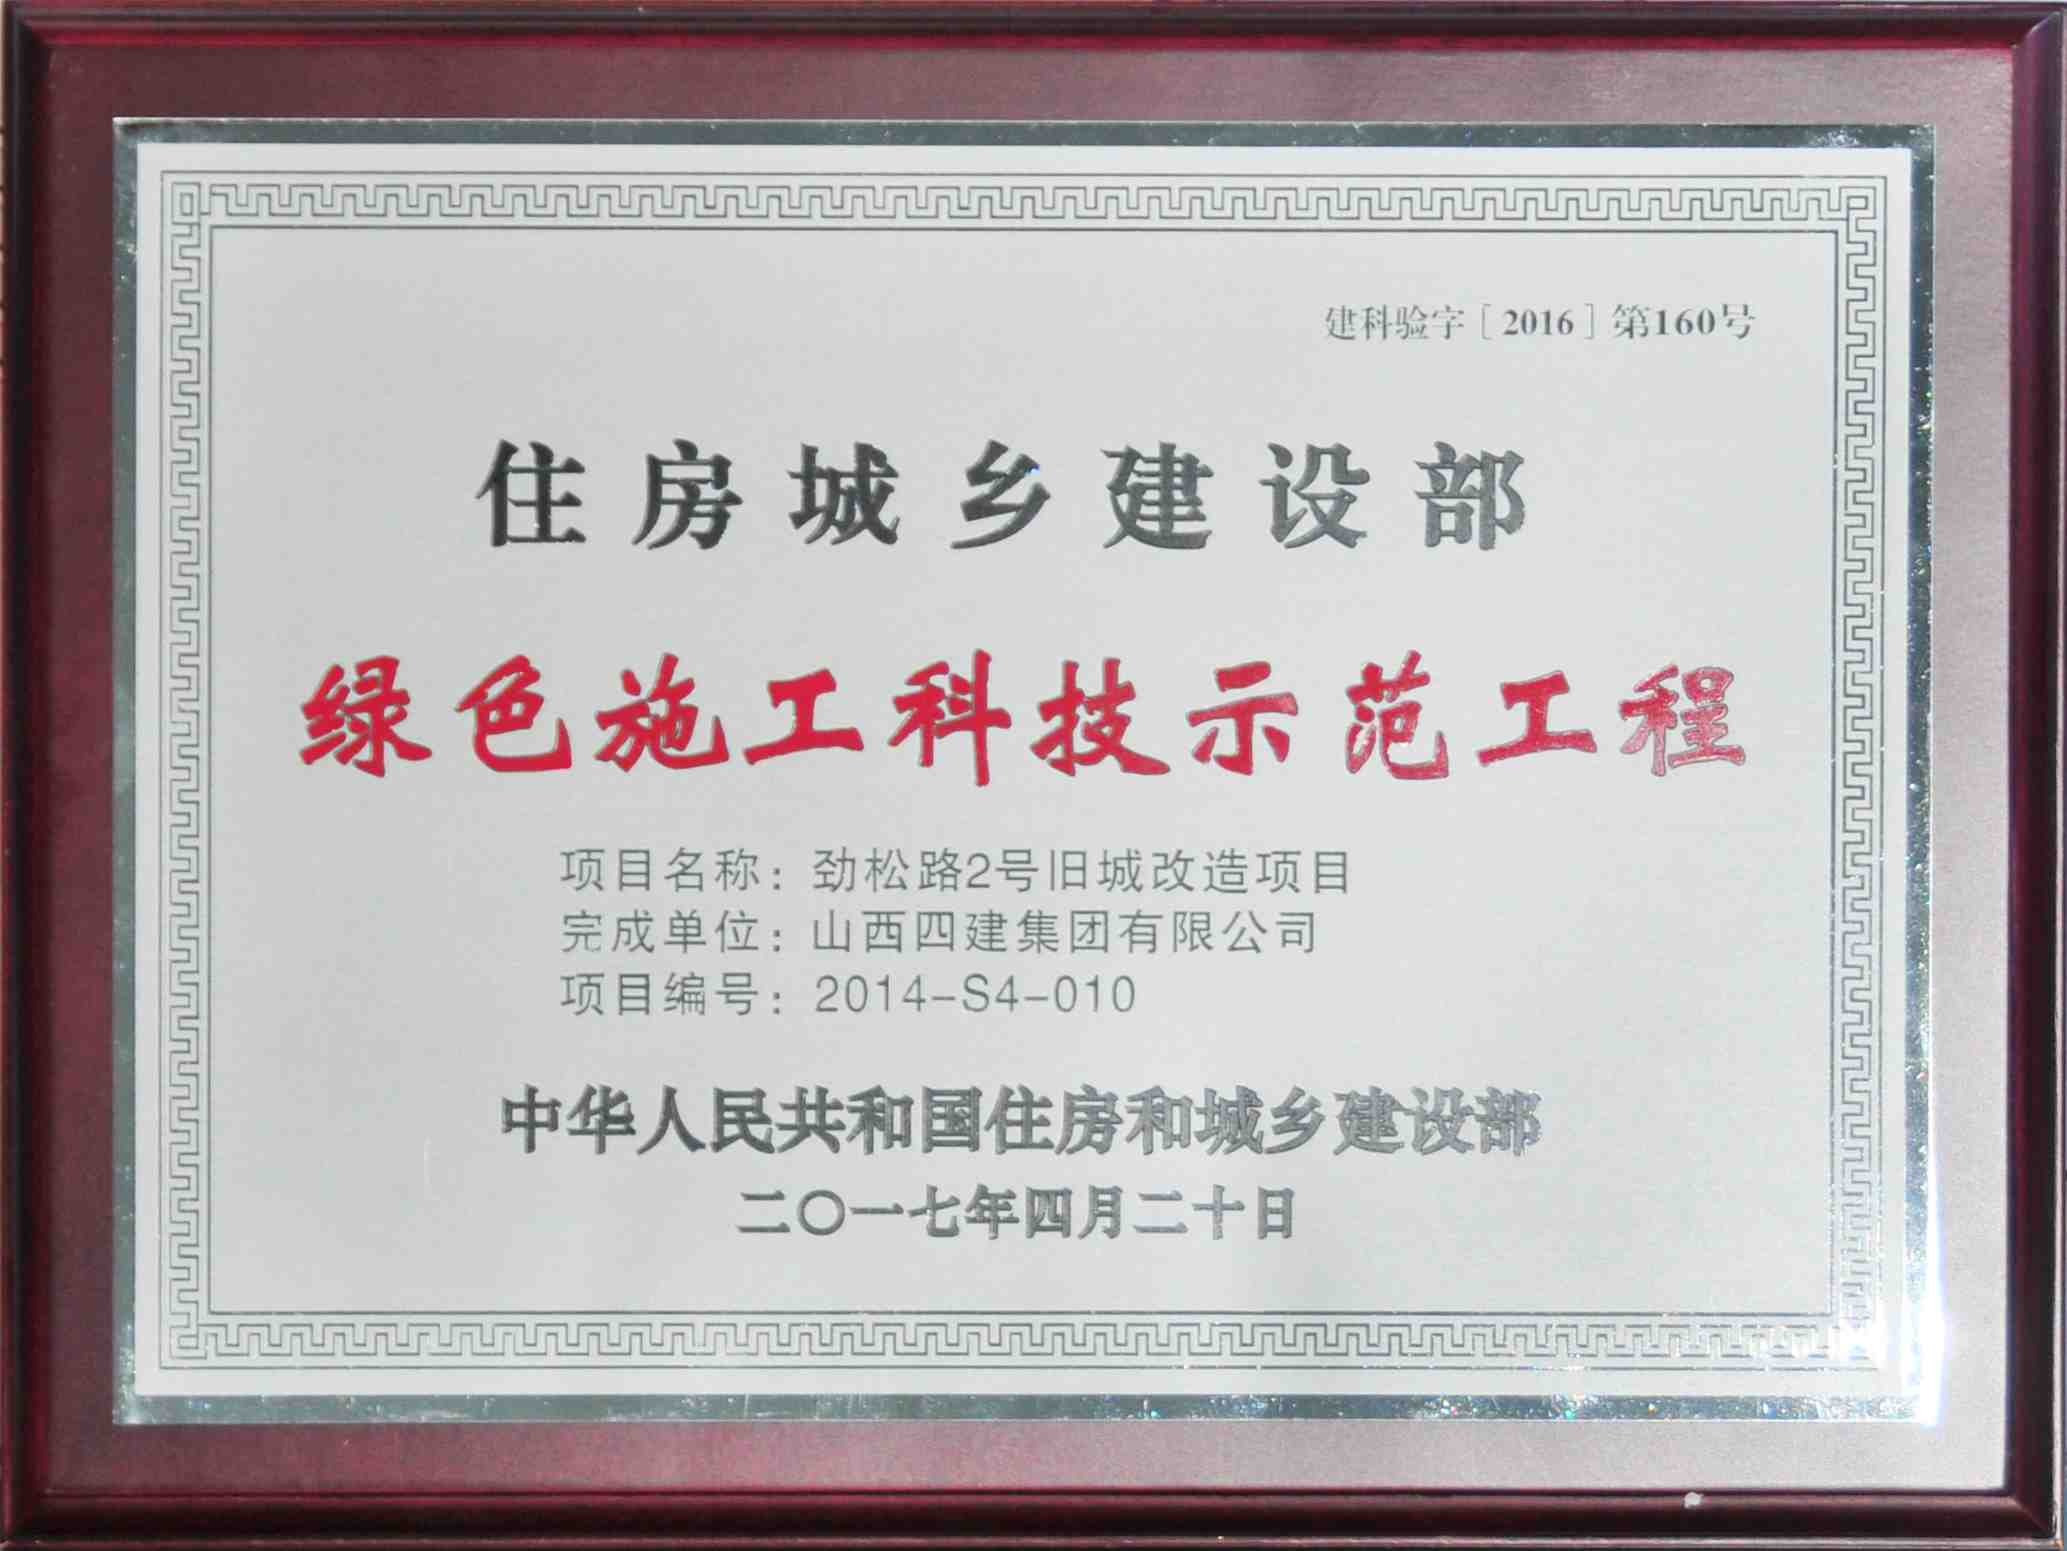 建科验字［2016］第160号
住房城乡建设部
绿色施工科技示范工程
项目名称：劲松路2号旧城改造项目
完成单位：山西四建集团有限公司
项目编号：2014-S4-010
中华人民共和国住房和城乡建设部
二〇一七年四月二十日